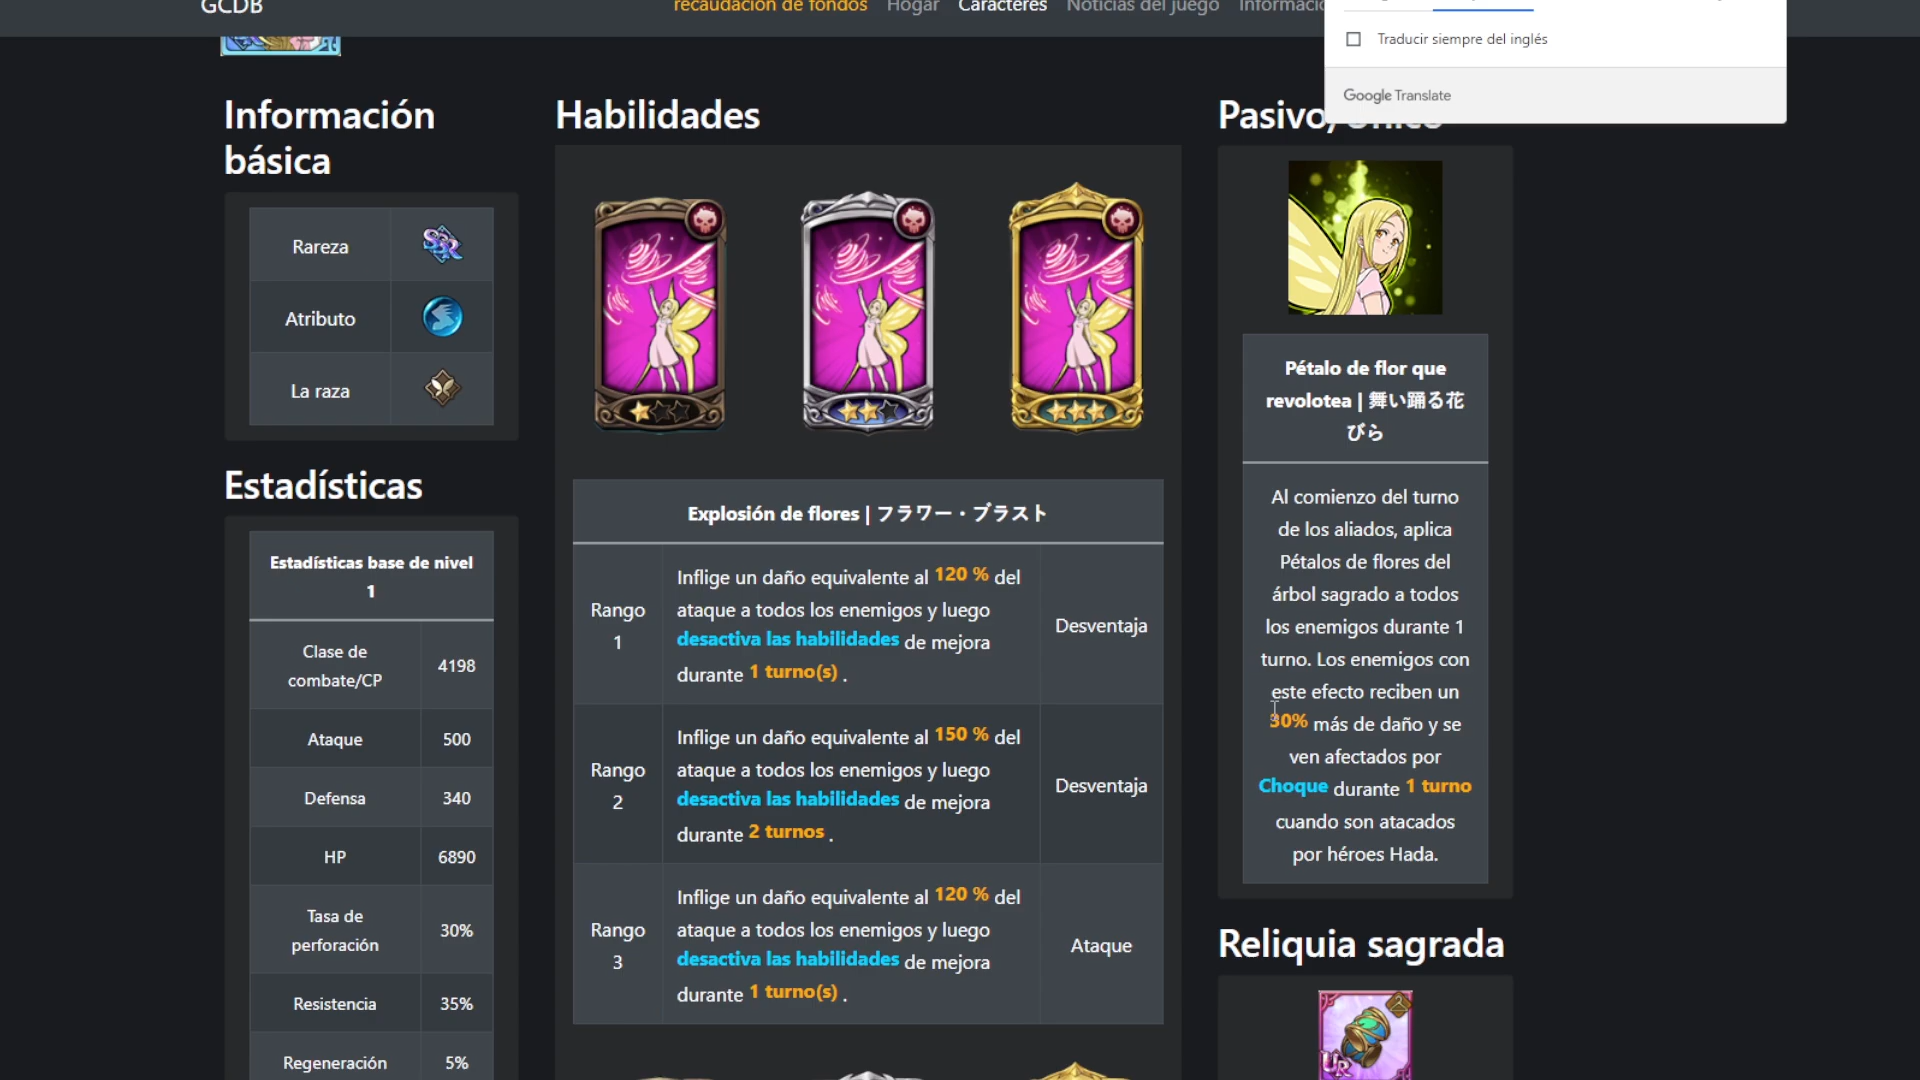 GCDB
recaudación de fondos
Hogar
Caracteres
Noticias del juego
Traducir siempre del inglés
Google Translate
Información
básica
Rareza
SSR
Atributo
La raza
Estadísticas
Estadísticas base de nivel
1
Clase de
combate/CP
4198
Ataque
500
Defensa
340
HP
6890
Tasa de
perforación
30%
Resistencia
35%
Regeneración
5%
Habilidades
Explosión de flores | フラワー・ブラスト
Rango
1
Inflige un daño equivalente al 120 % del
ataque a todos los enemigos y luego
desactiva las habilidades de mejora
durante 1 turno(s) .
Desventaja
Rango
2
Inflige un daño equivalente al 150 % del
ataque a todos los enemigos y luego
desactiva las habilidades de mejora
durante 2 turnos .
Desventaja
Rango
3
Inflige un daño equivalente al 120 % del
ataque a todos los enemigos y luego
desactiva las habilidades de mejora
durante 1 turno(s) .
Ataque
Pétalo de flor que
revolotea | 舞い踊る花
びら
Al comienzo del turno
de los aliados, aplica
Pétalos de flores del
árbol sagrado a todos
los enemigos durante 1
turno. Los enemigos con
este efecto reciben un
30% más de daño y se
ven afectados por
Choque durante 1 turno
cuando son atacados
por héroes Hada.
Reliquia sagrada
UR